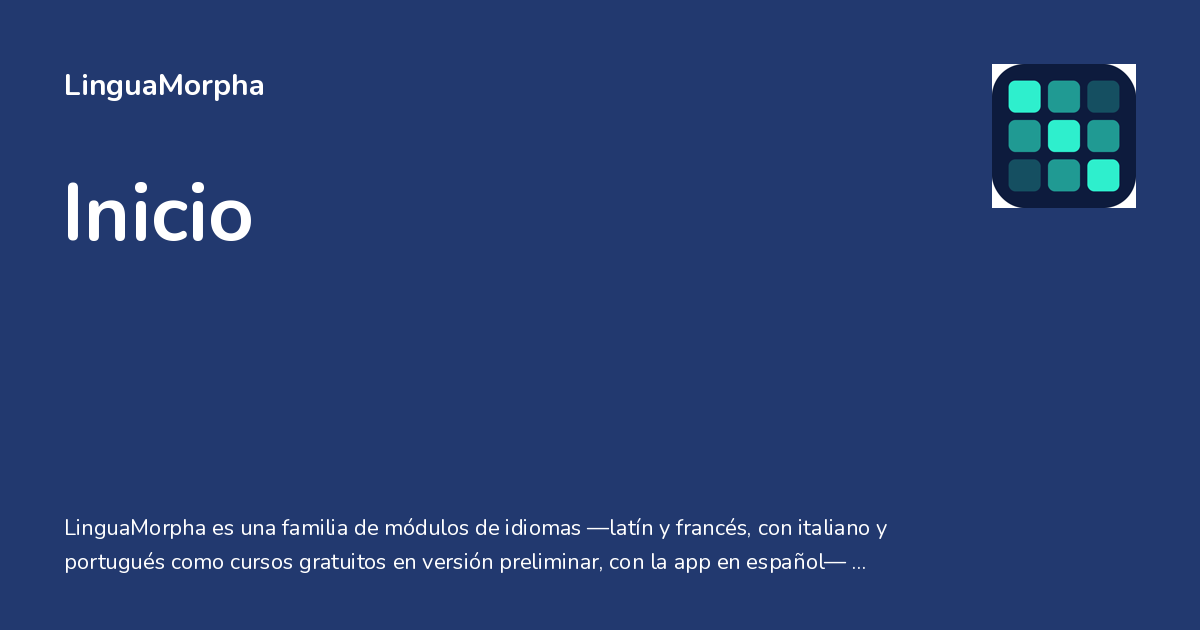 LinguaMorpha
Inicio
LinguaMorpha es una familia de módulos de idiomas —latín y francés, con italiano y
portugués como cursos gratuitos en versión preliminar, con la app en español— ...